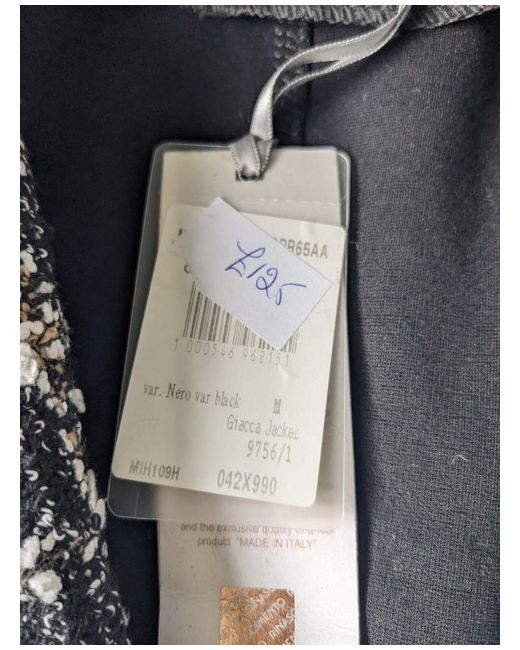 PR65AA
£125
1 000546 962151
var. Nero var black M
Giacca Jacket
9756/1
MIH109H 042X990
and the exclusive quality of a real
product "MADE IN ITALY"